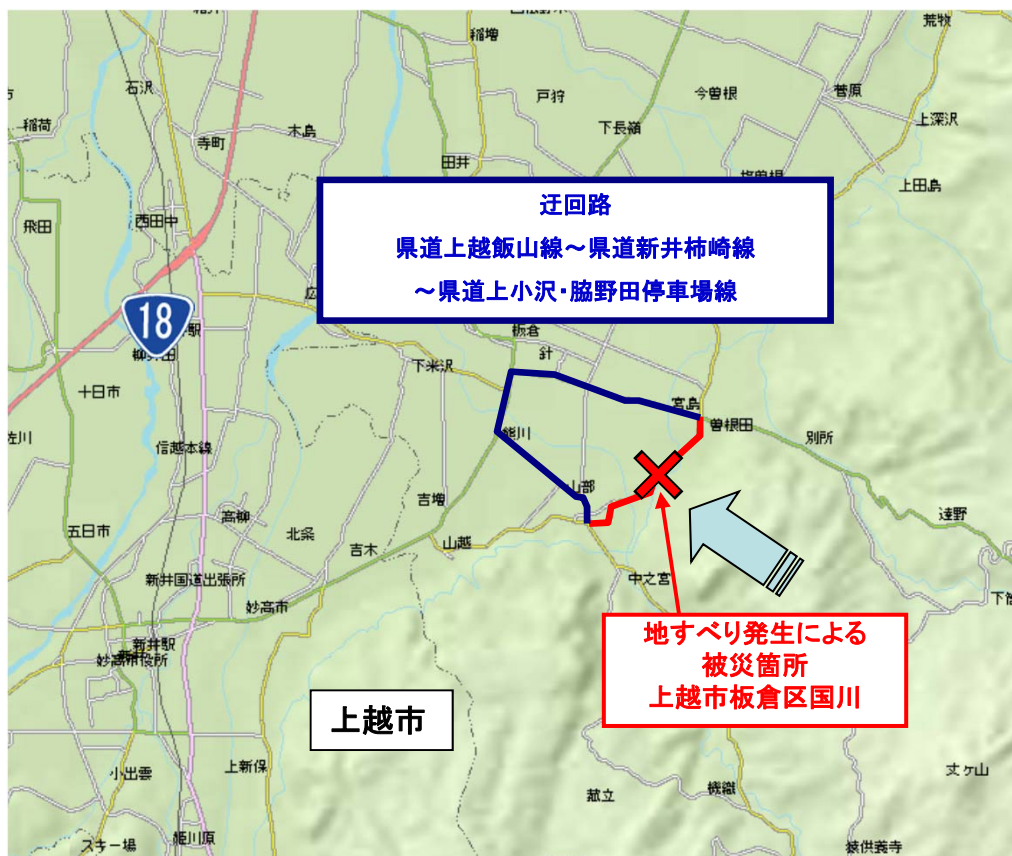 荒牧
稲増
石沢
戸狩
今曽根
菅原
稲荷
木島
下長嶺
上深沢
寺町
田井
上田島
西田中
飛田
迂回路
県道上越飯山線～県道新井柿崎線
～県道上小沢・脇野田停車場線
18
板倉
針
下米沢
十日市
宮島
曽根田
熊川
別所
信越本線
山部
吉増
高柳
北条
五日市
山越
吉木
達野
新井国道出張所
中之宮
妙高市
新井駅
妙高市役所
地すべり発生による
被災箇所
上越市板倉区国川
上越市
小出雲
上新保
丈ヶ山
菰立
機織
スキー場
姫川原